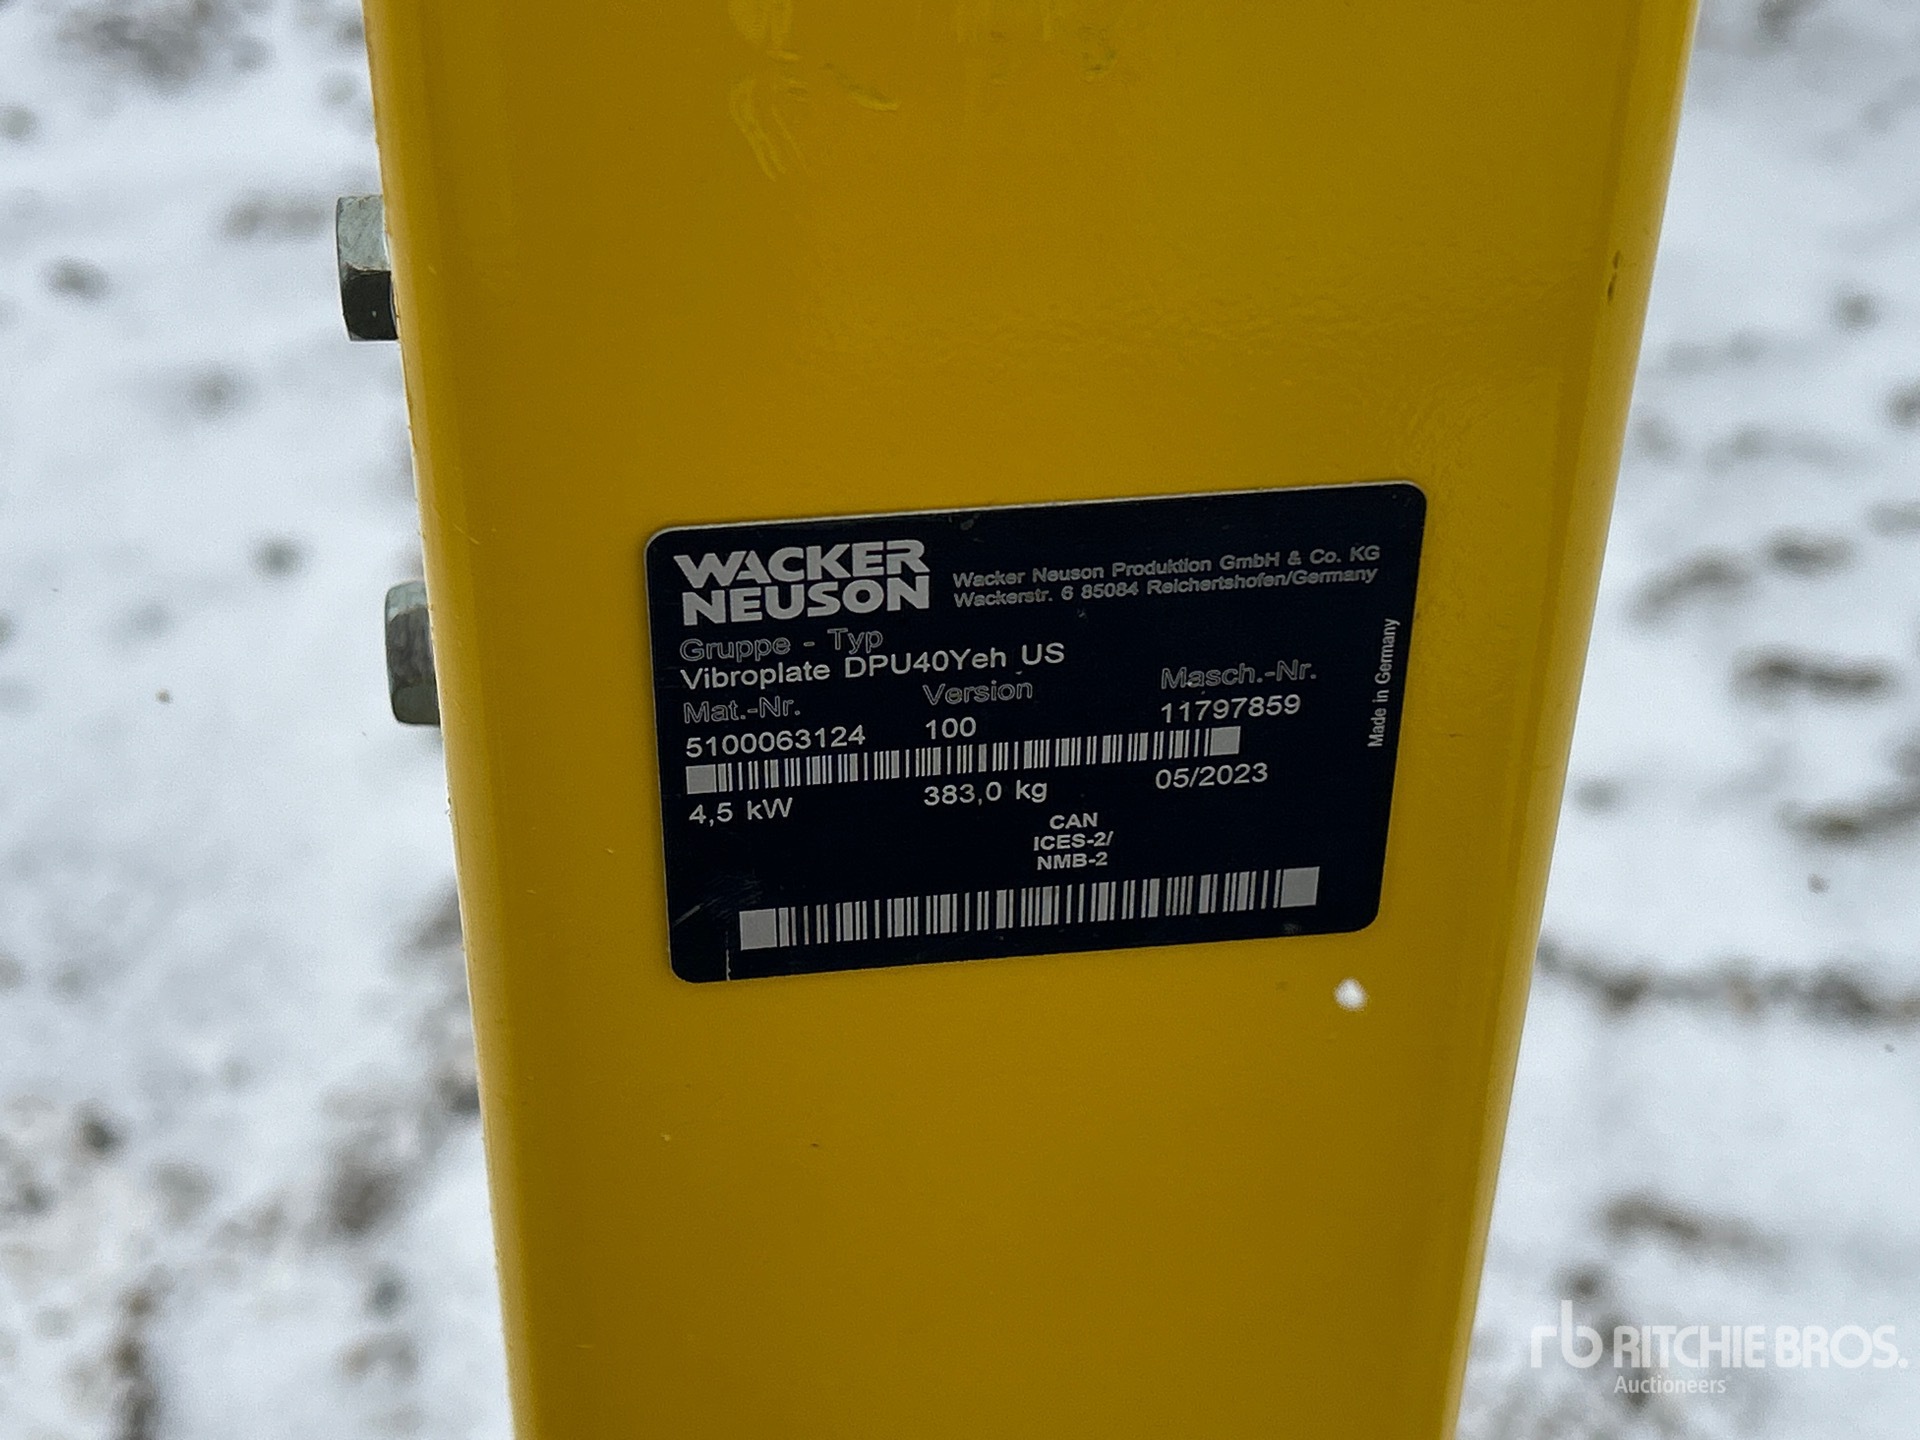 WACKER
NEUSON
Wacker Neuson Produktion GmbH & Co. KG
Wackerstr. 6 85084 Reichertshofen/Germany
Gruppe - Typ
Vibroplate DPU40Yeh US
Mat.-Nr. Version Masch.-Nr.
5100063124 100 11797859
4,5 kW 383,0 kg 05/2023
CAN
ICES-2/
NMB-2
Made in Germany
rb RITCHIE BROS.
Auctioneers